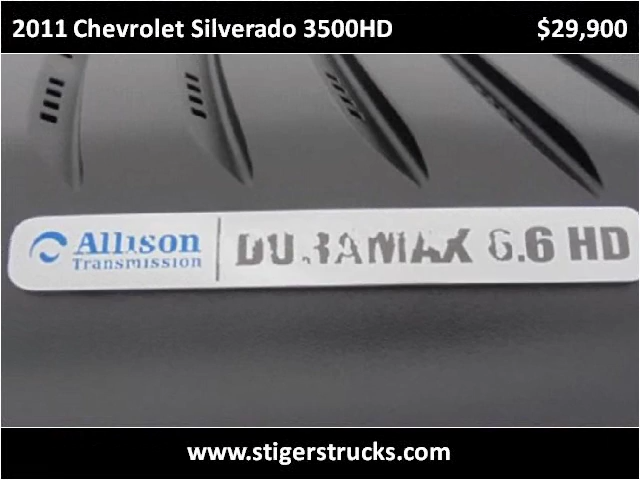 2011 Chevrolet Silverado 3500HD $29,900
Allison
Transmission
DURAMAX 6.6 HD
www.stigerstrucks.com